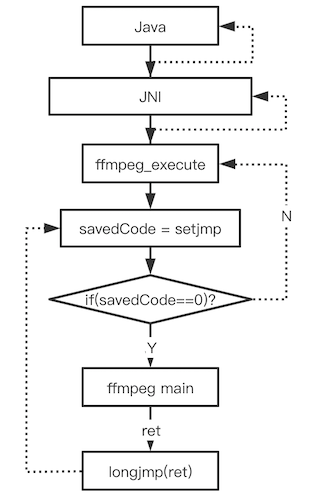 Java
JNI
ffmpeg_execute
savedCode = setjmp
if(savedCode==0)?
N
Y
ffmpeg main
ret
longjmp(ret)